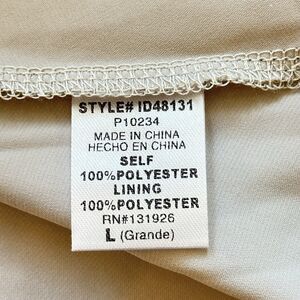 STYLE# ID48131
P10234
MADE IN CHINA
HECHO EN CHINA
SELF
100%POLYESTER
LINING
100%POLYESTER
RN#131926
L (Grande)